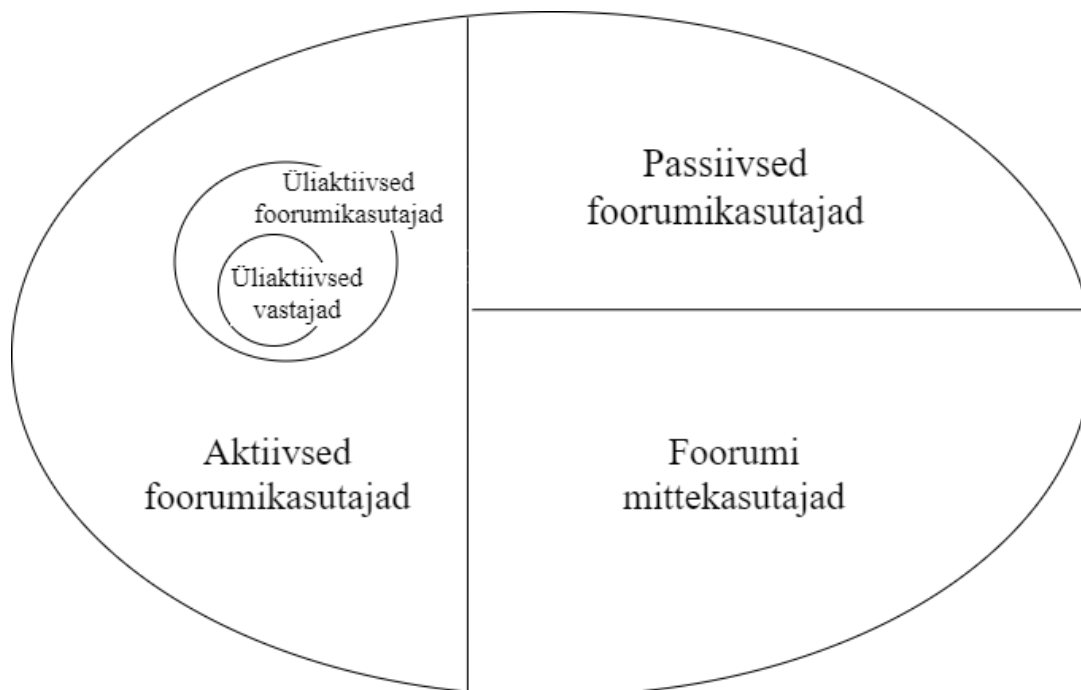 Üliaktiivsed
foorumikasutajad
Üliaktiivsed
vastajad
Aktiivsed
foorumikasutajad
Passiivsed
foorumikasutajad
Foorumi
mittekasutajad